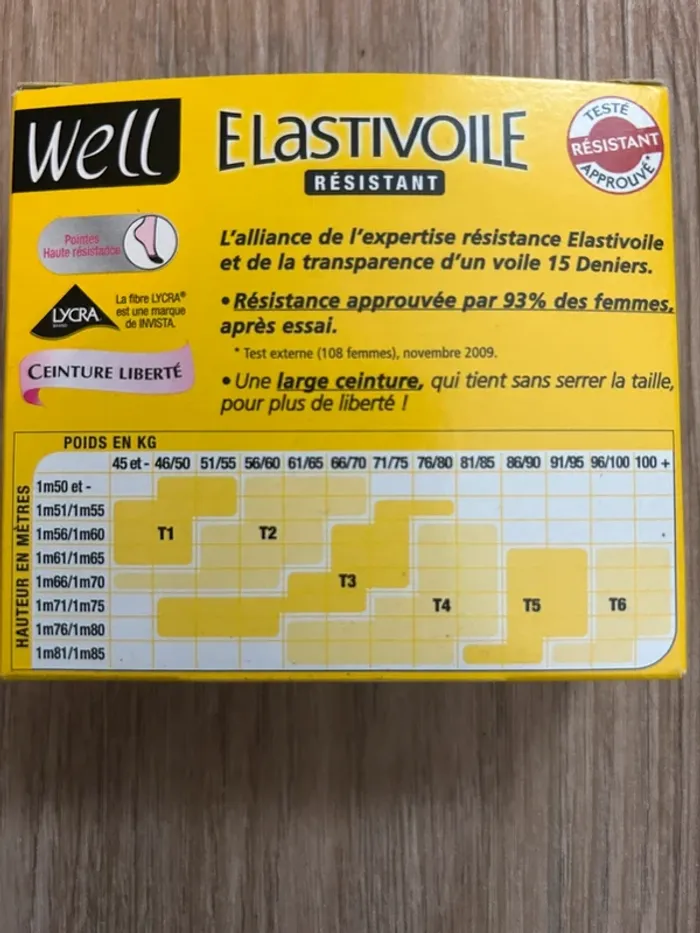 Well
ELASTIVOILE
RÉSISTANT
TESTÉ
RÉSISTANT
APPROUVÉ*
Pointes
Haute résistance
LYCRA
La fibre LYCRA®
est une marque
de INVISTA.
CEINTURE LIBERTÉ
L'alliance de l'expertise résistance Elastivoile
et de la transparence d'un voile 15 Deniers.
•Résistance approuvée par 93% des femmes,
après essai.
* Test externe (108 femmes), novembre 2009.
•Une large ceinture, qui tient sans serrer la taille,
pour plus de liberté !
POIDS EN KG
45 et - 46/50 51/55 56/60 61/65 66/70 71/75 76/80 81/85 86/90 91/95 96/100 100 +
HAUTEUR EN MÈTRES
1m50 et -
1m51/1m55
1m56/1m60 T1 T2
1m61/1m65
1m66/1m70 T3
1m71/1m75 T4 T5 T6
1m76/1m80
1m81/1m85